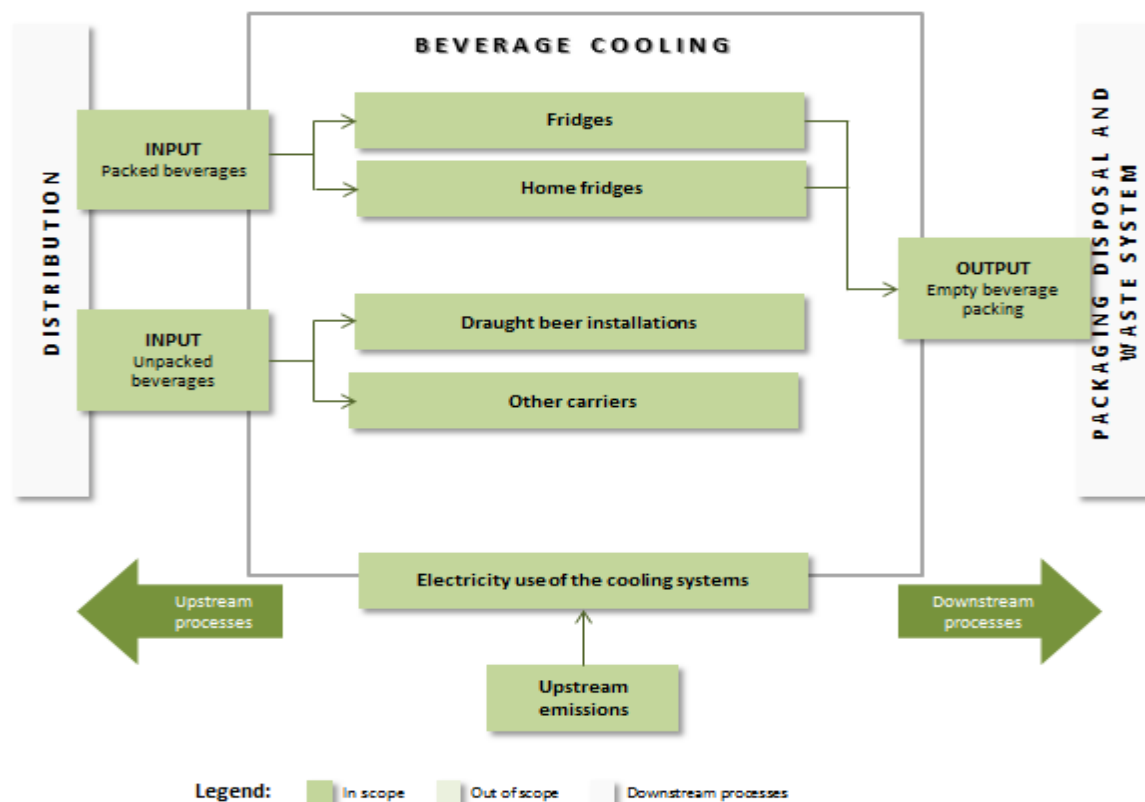 BEVERAGE COOLING
DISTRIBUTION
INPUT
Packed beverages
Fridges
Home fridges
INPUT
Unpacked
beverages
Draught beer installations
Other carriers
OUTPUT
Empty beverage
packing
PACKAGING DISPOSAL AND
WASTE SYSTEM
Electricity use of the cooling systems
Upstream
processes
Downstream
processes
Upstream
emissions
Legend:
In scope
Out of scope
Downstream processes